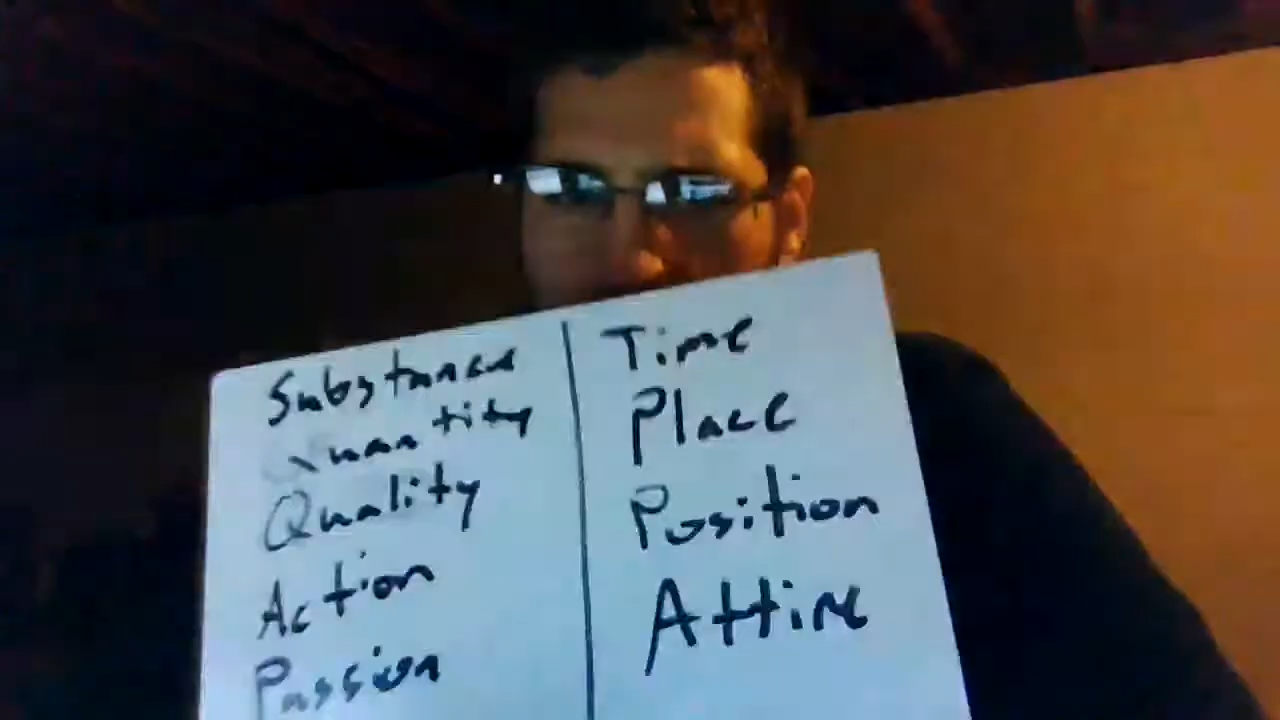 Substance
Quantity
Quality
Action
Passion
Time
Place
Position
Attire